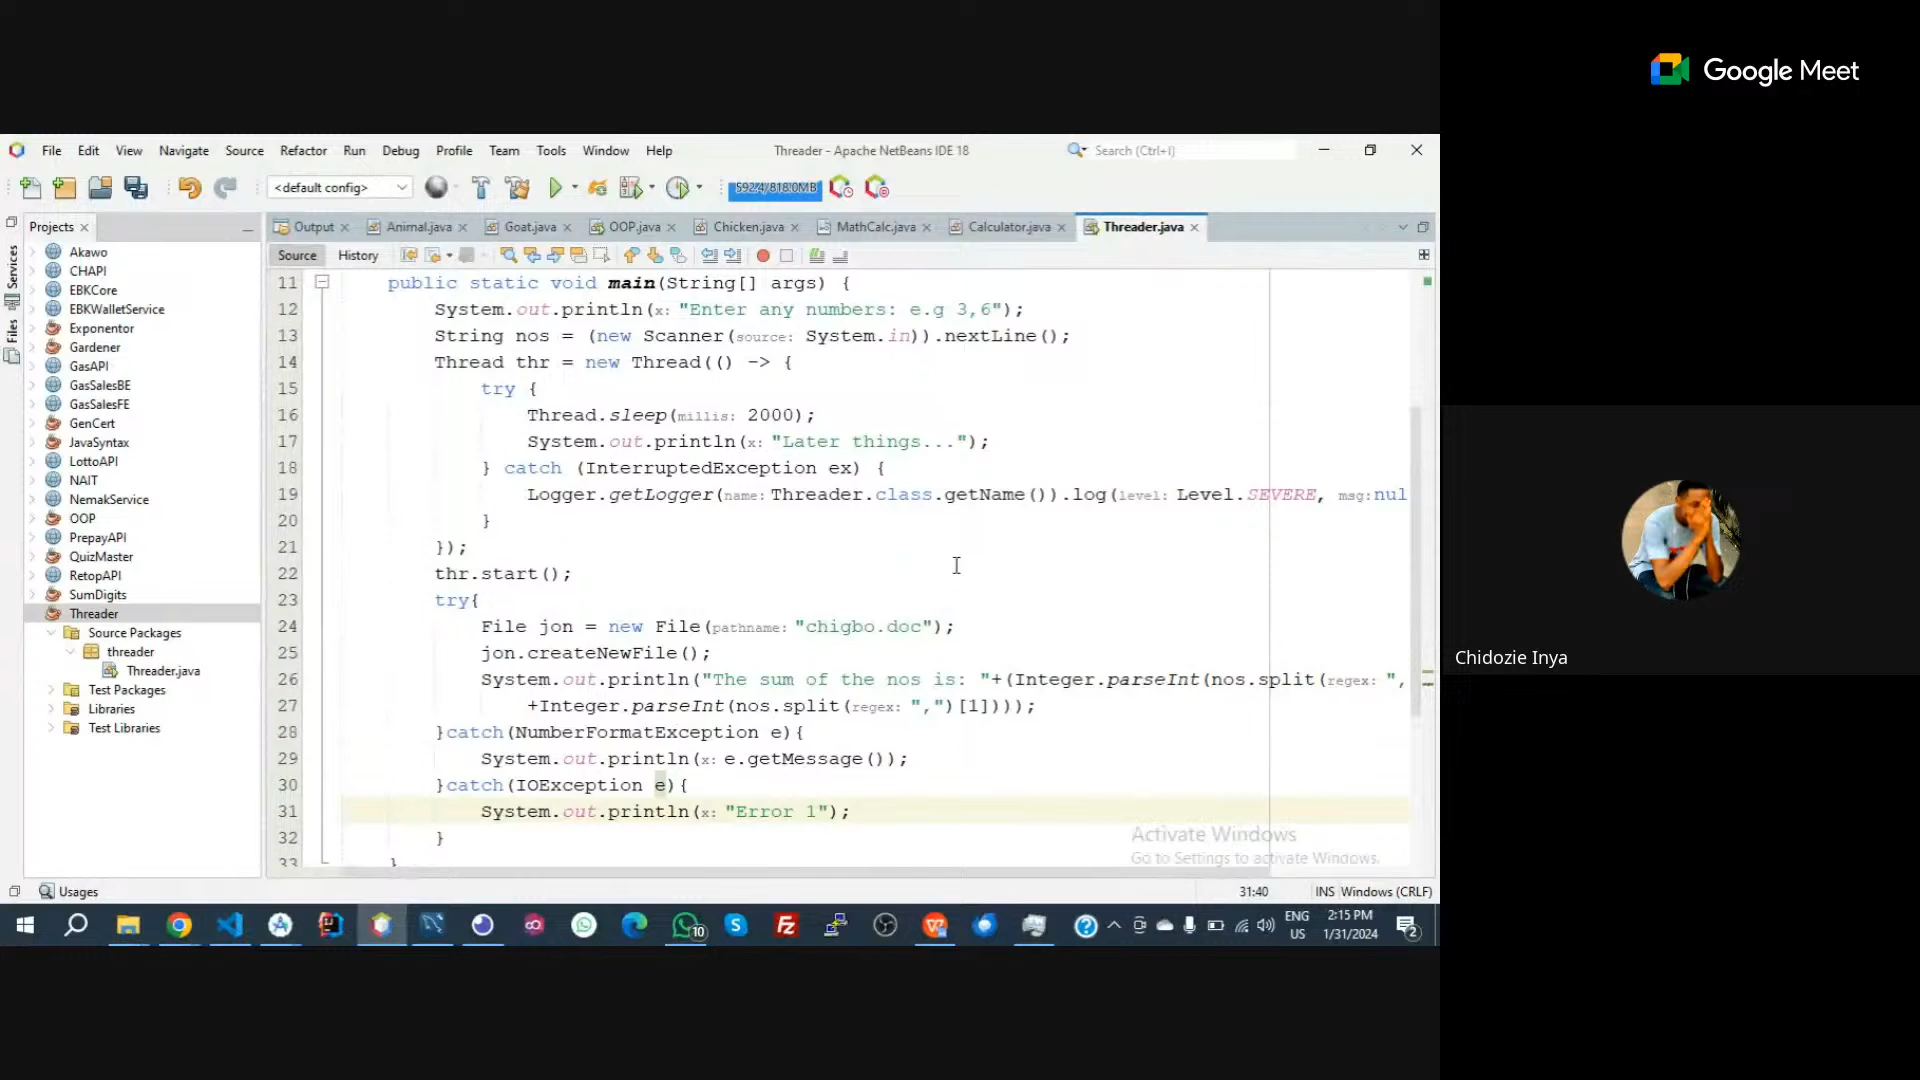 Google Meet
File Edit View Navigate Source Refactor Run Debug Profile Team Tools Window Help
Threader - Apache NetBeans IDE 18
Search (Ctrl+I)
<default config>
592.4/818.0MB
Projects
Output
Animal.java
Goat.java
OOP.java
Chicken.java
MathCalc.java
Calculator.java
Threader.java
Source
History
Services
Files
Akawo
CHAPI
EBKCore
EBKWalletService
Exponentor
Gardener
GasAPI
GasSalesBE
GasSalesFE
GenCert
JavaSyntax
LottoAPI
NAIT
NemakService
OOP
PrepayAPI
QuizMaster
RetopAPI
SumDigits
Threader
Source Packages
threader
Threader.java
Test Packages
Libraries
Test Libraries
11 public static void main(String[] args) {
12 System.out.println(x: "Enter any numbers: e.g 3,6");
13 String nos = (new Scanner(source: System.in)).nextLine();
14 Thread thr = new Thread(() -> {
15 try {
16 Thread.sleep(millis: 2000);
17 System.out.println(x: "Later things...");
18 } catch (InterruptedException ex) {
19 Logger.getLogger(name: Threader.class.getName()).log(level: Level.SEVERE, msg: nul
20 }
21 });
22 thr.start();
23 try{
24 File jon = new File(pathname: "chigbo.doc");
25 jon.createNewFile();
26 System.out.println("The sum of the nos is: "+(Integer.parseInt(nos.split(regex: ",
27 +Integer.parseInt(nos.split(regex: ",")[1])));
28 }catch(NumberFormatException e){
29 System.out.println(x: e.getMessage());
30 }catch(IOException e){
31 System.out.println(x: "Error 1");
32 }
33 }
Activate Windows
Go to Settings to activate Windows.
Usages
31:40
INS Windows (CRLF)
10
ENG
US
2:15 PM
1/31/2024
2
Chidozie Inya